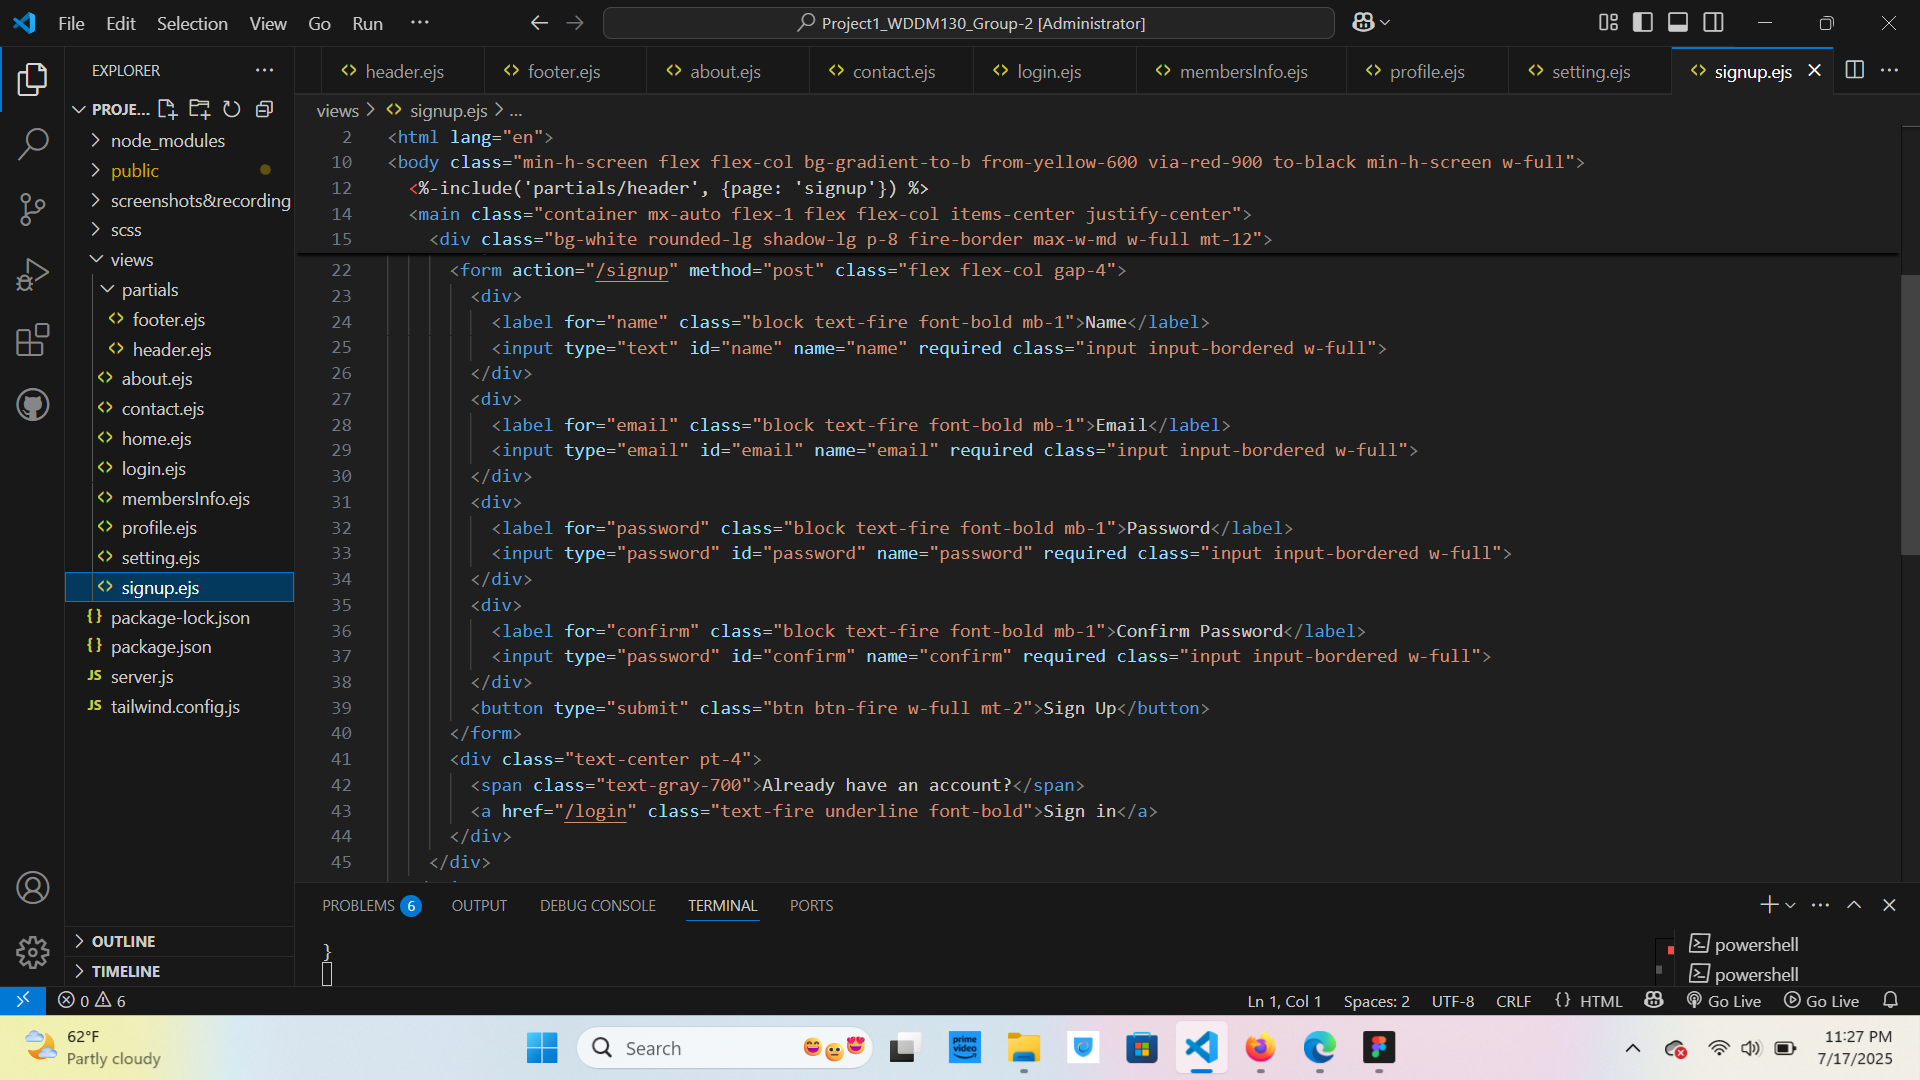 File Edit Selection View Go Run ···
Project1_WDDM130_Group-2 [Administrator]
EXPLORER
header.ejs footer.ejs about.ejs contact.ejs login.ejs membersInfo.ejs profile.ejs setting.ejs signup.ejs
PROJE...
node_modules
public
screenshots&recording
scss
views
partials
footer.ejs
header.ejs
about.ejs
contact.ejs
home.ejs
login.ejs
membersInfo.ejs
profile.ejs
setting.ejs
signup.ejs
package-lock.json
package.json
server.js
tailwind.config.js
OUTLINE
TIMELINE
views > signup.ejs > ...
2 <html lang="en">
10 <body class="min-h-screen flex flex-col bg-gradient-to-b from-yellow-600 via-red-900 to-black min-h-screen w-full">
12 <%-include('partials/header', {page: 'signup'}) %>
14 <main class="container mx-auto flex-1 flex flex-col items-center justify-center">
15 <div class="bg-white rounded-lg shadow-lg p-8 fire-border max-w-md w-full mt-12">
22 <form action="/signup" method="post" class="flex flex-col gap-4">
23 <div>
24 <label for="name" class="block text-fire font-bold mb-1">Name</label>
25 <input type="text" id="name" name="name" required class="input input-bordered w-full">
26 </div>
27 <div>
28 <label for="email" class="block text-fire font-bold mb-1">Email</label>
29 <input type="email" id="email" name="email" required class="input input-bordered w-full">
30 </div>
31 <div>
32 <label for="password" class="block text-fire font-bold mb-1">Password</label>
33 <input type="password" id="password" name="password" required class="input input-bordered w-full">
34 </div>
35 <div>
36 <label for="confirm" class="block text-fire font-bold mb-1">Confirm Password</label>
37 <input type="password" id="confirm" name="confirm" required class="input input-bordered w-full">
38 </div>
39 <button type="submit" class="btn btn-fire w-full mt-2">Sign Up</button>
40 </form>
41 <div class="text-center pt-4">
42 <span class="text-gray-700">Already have an account?</span>
43 <a href="/login" class="text-fire underline font-bold">Sign in</a>
44 </div>
45 </div>
PROBLEMS 6 OUTPUT DEBUG CONSOLE TERMINAL PORTS
}
powershell
powershell
0 6 Ln 1, Col 1 Spaces: 2 UTF-8 CRLF {} HTML Go Live Go Live
62°F
Partly cloudy
Search
prime video
11:27 PM
7/17/2025